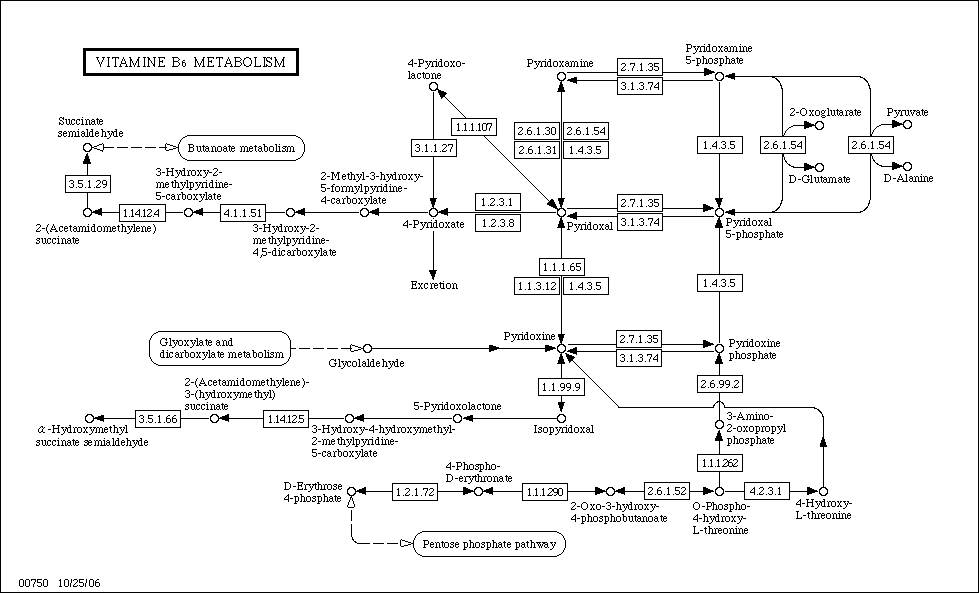 VITAMINE B6 METABOLISM
4-Pyridoxo-
lactone
Pyridoxamine
Pyridoxamine
5-phosphate
2.7.1.35
3.1.3.74
Succinate
semialdehyde
Butanoate metabolism
1.1.1.107
3.1.1.27
2.6.1.30
2.6.1.54
2.6.1.31
1.4.3.5
1.4.3.5
2-Oxoglutarate
2.6.1.54
D-Glutamate
Pyruvate
2.6.1.54
D-Alanine
3.5.1.29
3-Hydroxy-2-
methylpyridine-
5-carboxylate
2-Methyl-3-hydroxy-
5-formylpyridine-
4-carboxylate
1.14.12.4
4.1.1.51
1.2.3.1
1.2.3.8
2.7.1.35
3.1.3.74
2-(Acetamidomethylene)
succinate
3-Hydroxy-2-
methylpyridine-
4,5-dicarboxylate
4-Pyridoxate
Pyridoxal
Pyridoxal
5-phosphate
Excretion
1.1.1.65
1.1.3.12
1.4.3.5
1.4.3.5
Glyoxylate and
dicarboxylate metabolism
Glycolaldehyde
Pyridoxine
2.7.1.35
3.1.3.74
Pyridoxine
phosphate
2-(Acetamidomethylene)-
3-(hydroxymethyl)
succinate
1.1.99.9
2.6.99.2
3.5.1.66
1.14.12.5
5-Pyridoxolactone
α-Hydroxymethyl
succinate semialdehyde
3-Hydroxy-4-hydroxymethyl-
2-methylpyridine-
5-carboxylate
Isopyridoxal
3-Amino-
2-oxopropyl
phosphate
1.1.1.262
D-Erythrose
4-phosphate
1.2.1.72
4-Phospho-
D-erythronate
1.1.1.290
2-Oxo-3-hydroxy-
4-phosphobutanoate
2.6.1.52
O-Phospho-
4-hydroxy-
L-threonine
4.2.3.1
4-Hydroxy-
L-threonine
Pentose phosphate pathway
00750 10/25/06